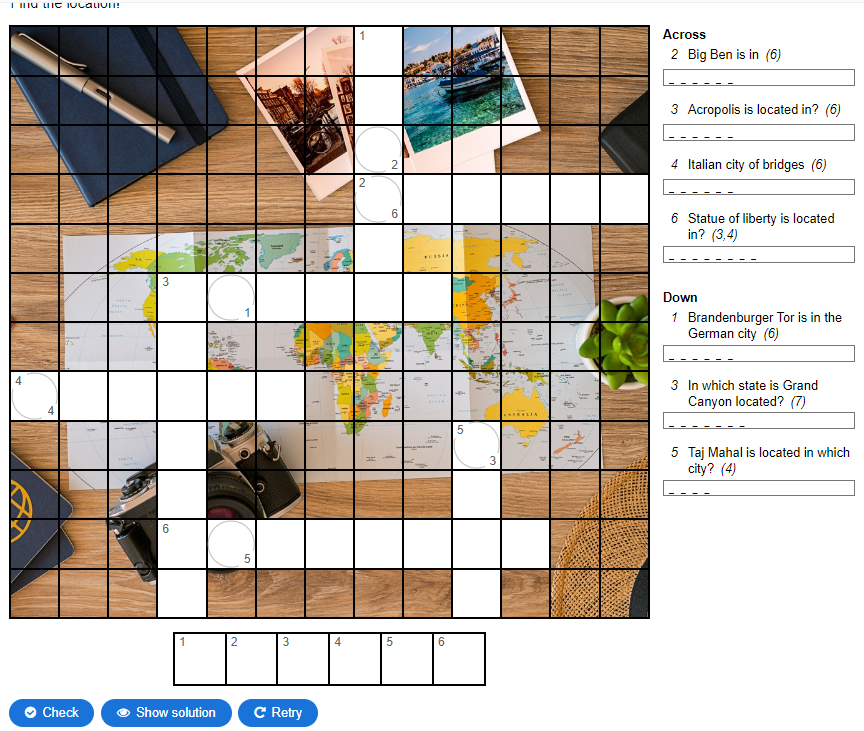 Find the location!
1
2
2
6
3
1
4
4
5
3
6
5
RUSSIA
AUSTRALIA
1 2 3 4 5 6
Check Show solution Retry
Across
2 Big Ben is in (6)
_ _ _ _ _ _
3 Acropolis is located in? (6)
_ _ _ _ _ _
4 Italian city of bridges (6)
_ _ _ _ _ _
6 Statue of liberty is located
in? (3,4)
_ _ _ _ _ _ _ _
Down
1 Brandenburger Tor is in the
German city (6)
_ _ _ _ _ _
3 In which state is Grand
Canyon located? (7)
_ _ _ _ _ _ _
5 Taj Mahal is located in which
city? (4)
_ _ _ _